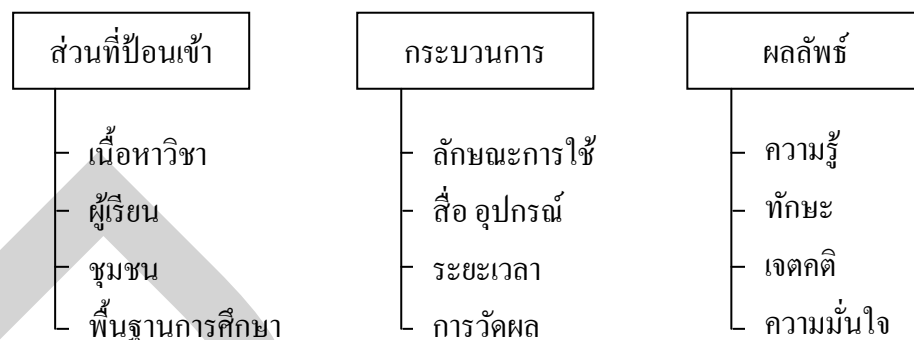 ส่วนที่ป้อนเข้า
เนื้อหาวิชา
ผู้เรียน
ชุมชน
พื้นฐานการศึกษา
กระบวนการ
ลักษณะการใช้
สื่อ อุปกรณ์
ระยะเวลา
การวัดผล
ผลลัพธ์
ความรู้
ทักษะ
เจตคติ
ความมั่นใจ